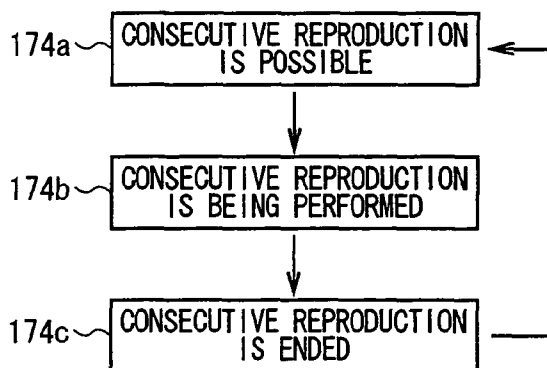 174a
CONSECUTIVE REPRODUCTION
IS POSSIBLE
174b
CONSECUTIVE REPRODUCTION
IS BEING PERFORMED
174c
CONSECUTIVE REPRODUCTION
IS ENDED